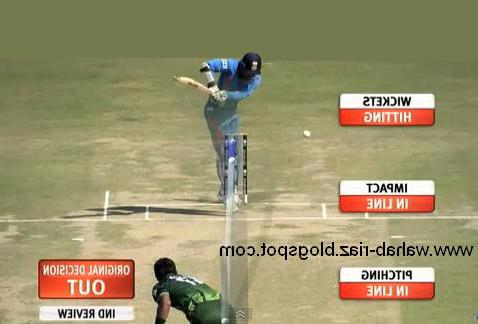 WICKETS
HITTING
IMPACT
IN LINE
www.wahab-riaz.blogspot.com
PITCHING
IN LINE
ORIGINAL DECISION
OUT
IND REVIEW